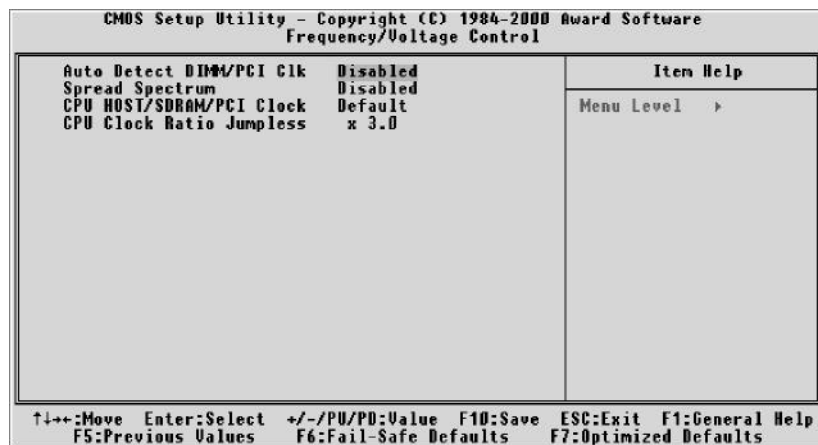 CMOS Setup Utility – Copyright (C) 1984-2000 Award Software
Frequency/Voltage Control
Auto Detect DIMM/PCI Clk Disabled
Spread Spectrum Disabled
CPU HOST/SDRAM/PCI Clock Default
CPU Clock Ratio Jumpless x 3.0
Item Help
Menu Level ▸
↑↓→←:Move Enter:Select +/-/PU/PD:Value F10:Save ESC:Exit F1:General Help
F5:Previous Values F6:Fail-Safe Defaults F7:Optimized Defaults